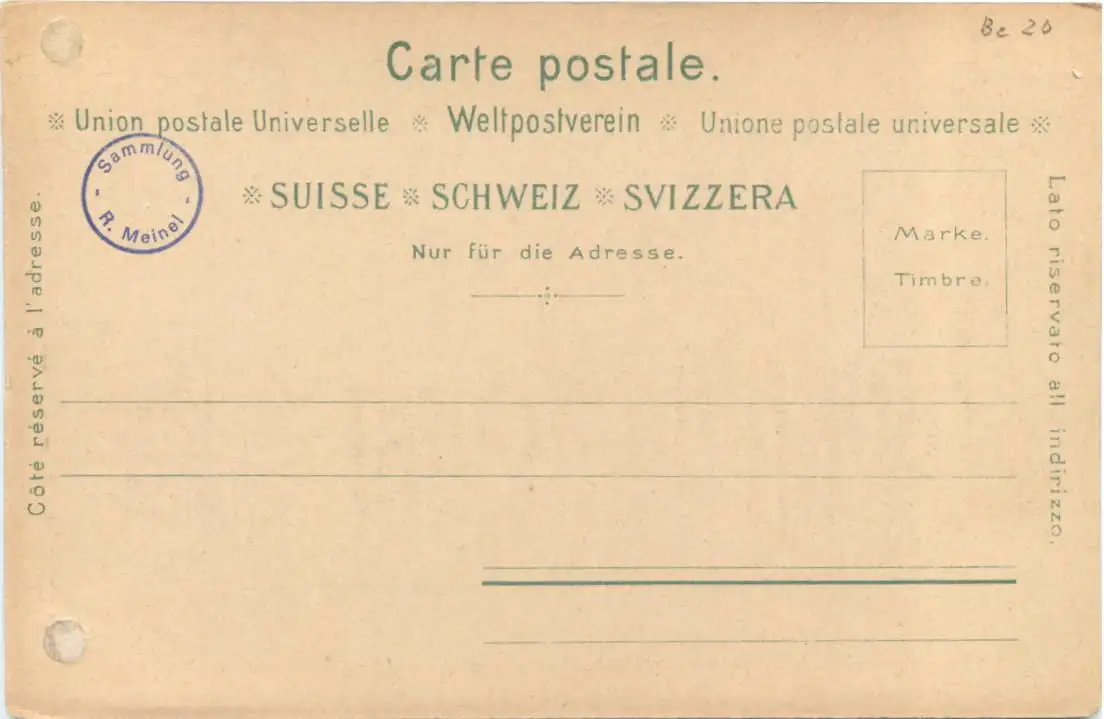 Be 20
Carte postale.
※ Union postale Universelle ※ Weltpostverein ※ Unione postale universale ※
Sammlung
- R. Meinel -
※ SUISSE ※ SCHWEIZ ※ SVIZZERA
Nur für die Adresse.
Marke.
Timbre.
Côté réservé à l'adresse.
Lato riservato all indirizzo.